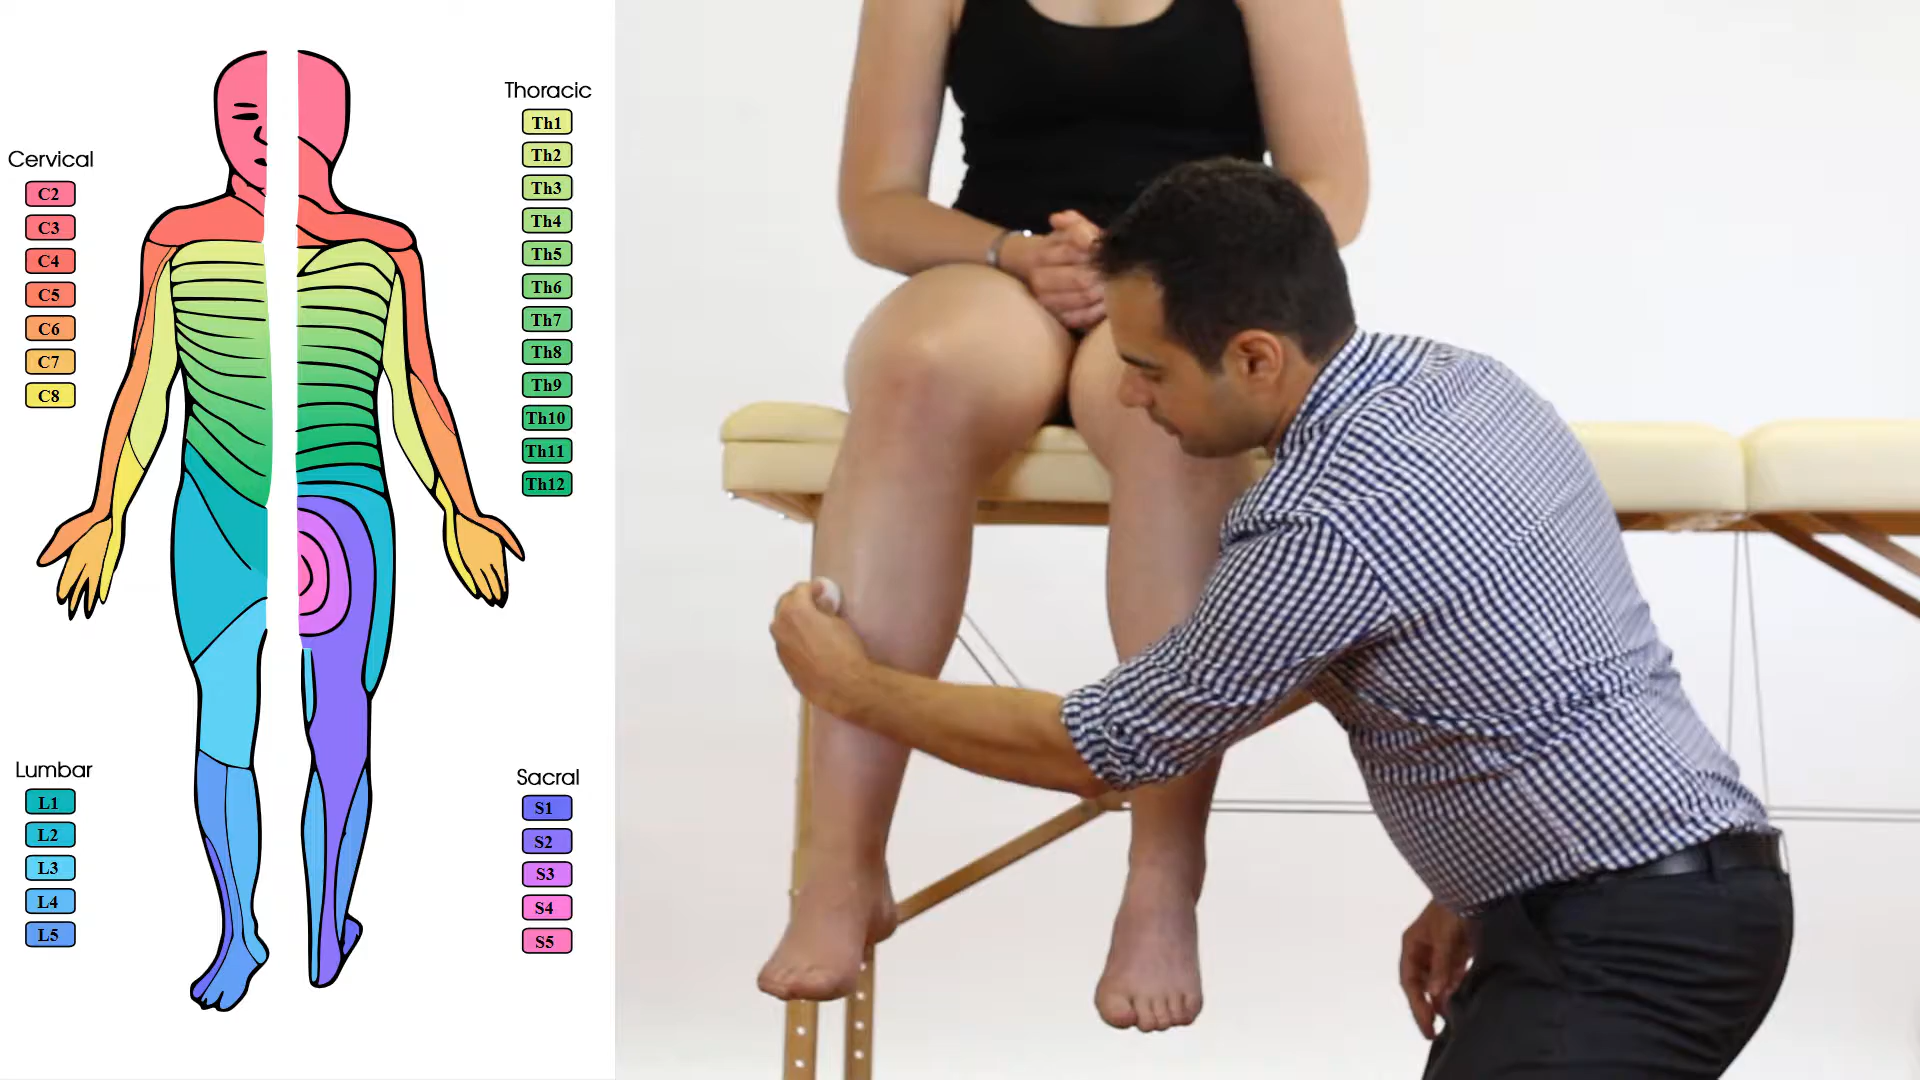 Cervical
C2
C3
C4
C5
C6
C7
C8
Thoracic
Th1
Th2
Th3
Th4
Th5
Th6
Th7
Th8
Th9
Th10
Th11
Th12
Lumbar
L1
L2
L3
L4
L5
Sacral
S1
S2
S3
S4
S5